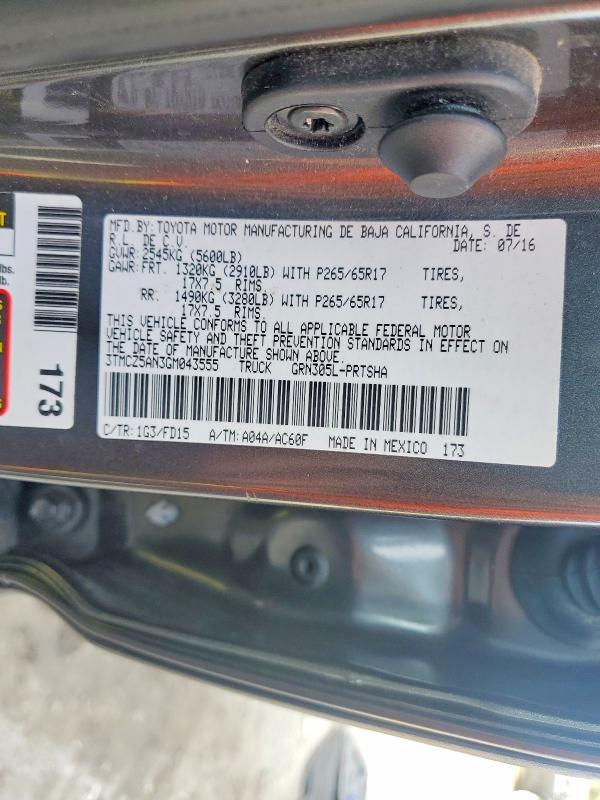 MFD.BY: TOYOTA MOTOR MANUFACTURING DE BAJA CALIFORNIA, S. DE
R.L. DE C.V. DATE: 07/16
GVWR: 2545KG (5600LB)
GAWR: FRT. 1320KG (2910LB) WITH P265/65R17 TIRES,
17X7.5 RIMS
RR. 1490KG (3280LB) WITH P265/65R17 TIRES,
17X7.5 RIMS.
THIS VEHICLE CONFORMS TO ALL APPLICABLE FEDERAL MOTOR
VEHICLE SAFETY AND THEFT PREVENTION STANDARDS IN EFFECT ON
THE DATE OF MANUFACTURE SHOWN ABOVE.
3TMCZ5AN3GM043555 TRUCK GRN305L-PRTSHA
C/TR: 1G3/FD15 A/TM: A04A/AC60F MADE IN MEXICO 173
lbs.
lb.
173